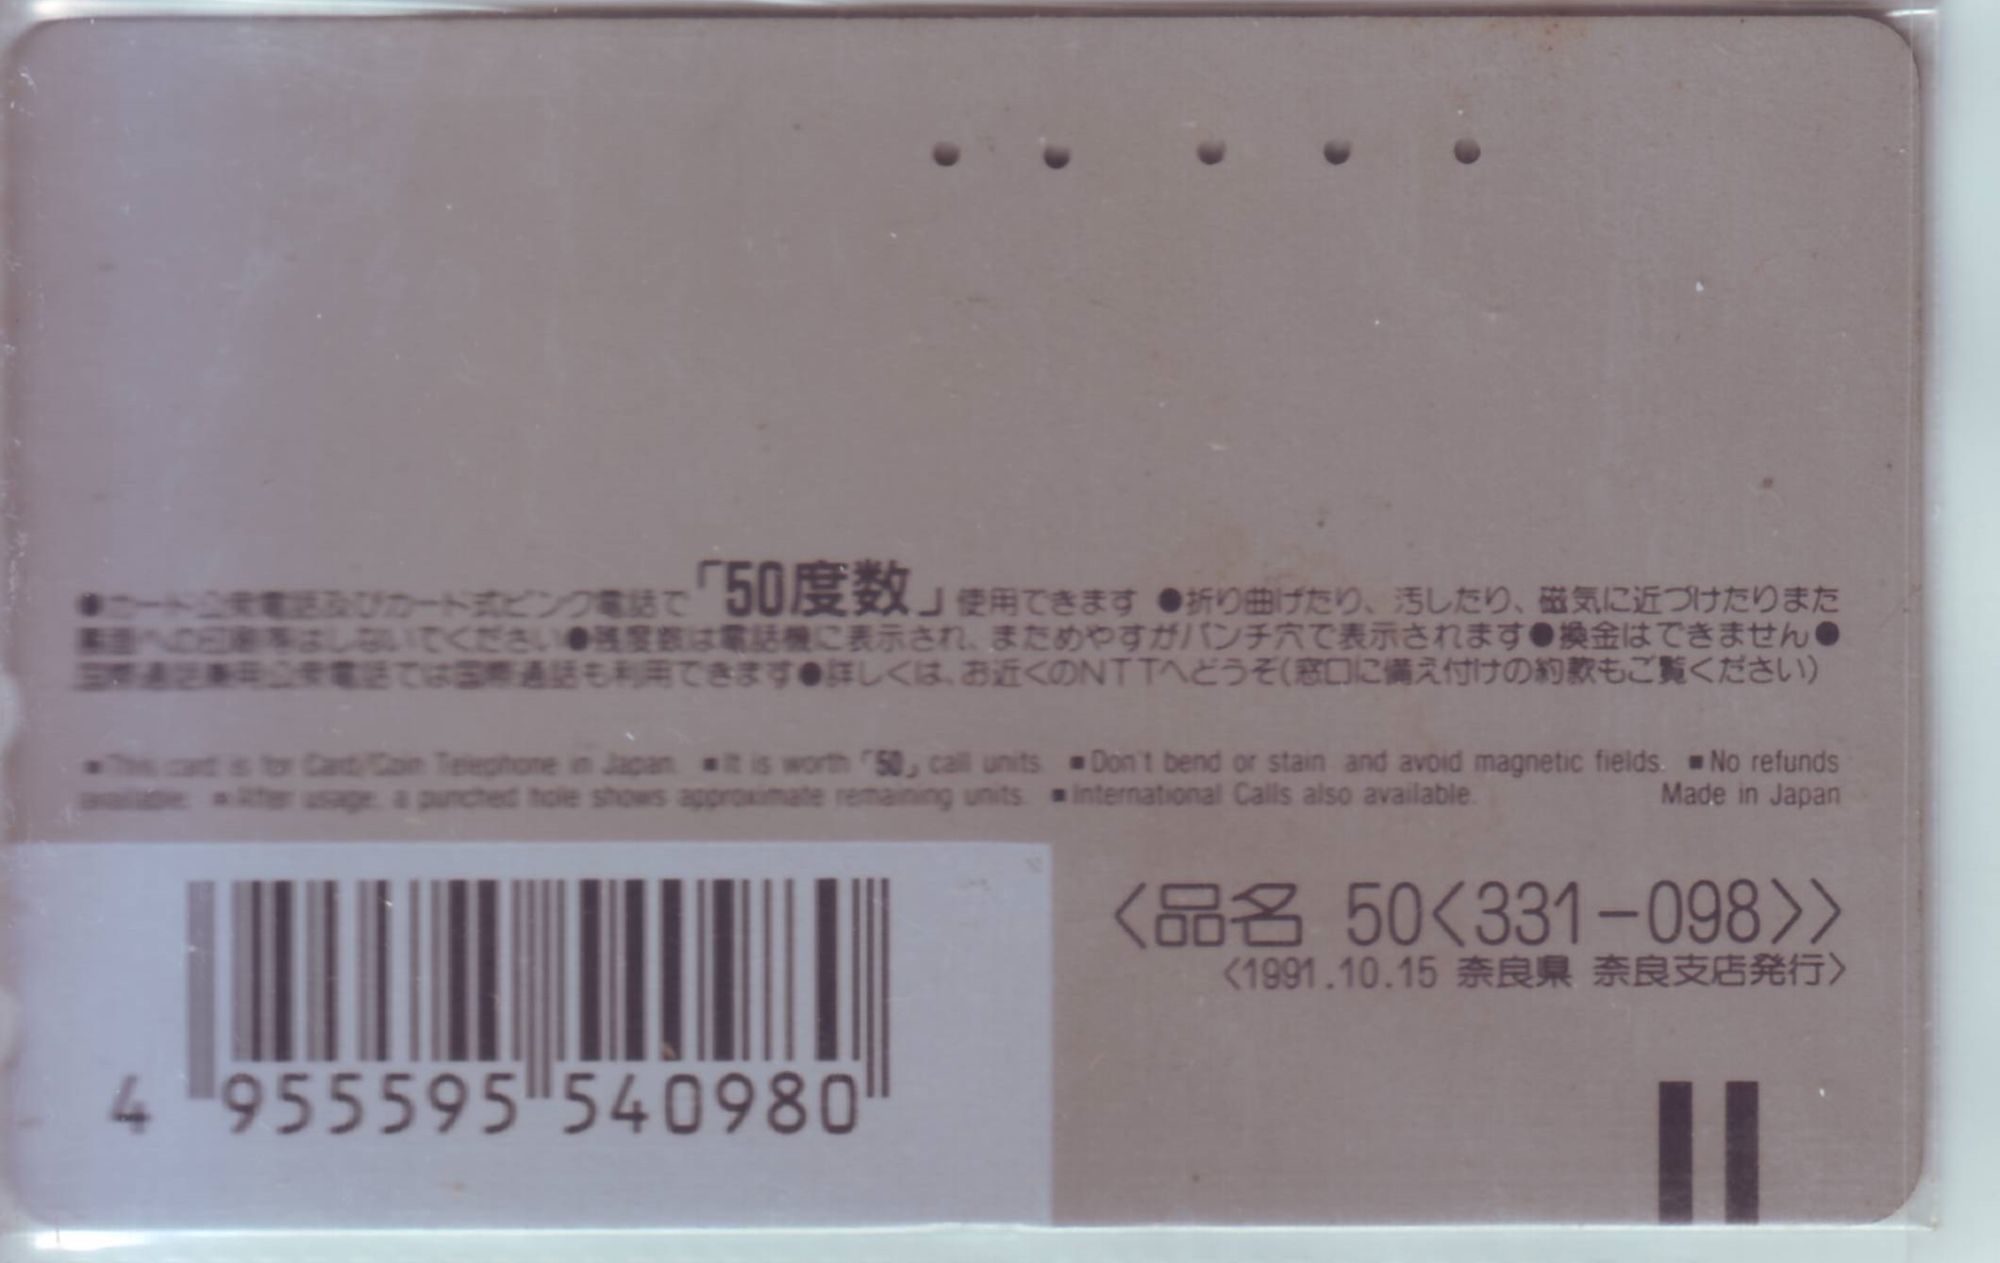 ●カード公衆電話及びカード式ピンク電話で「50度数」使用できます ●折り曲げたり、汚したり、磁気に近づけたりまた
裏面への印刷等はしないでください●残度数は電話機に表示され、まためやすがパンチ穴で表示されます●換金はできません●
国際通話兼用公衆電話では国際通話も利用できます●詳しくは、お近くのNTTへどうぞ(窓口に備え付けの約款もご覧ください)
■This card is for Card/Coin Telephone in Japan. ■It is worth「50」call units. ■Don't bend or stain and avoid magnetic fields. ■No refunds
available. ■After usage, a punched hole shows approximate remaining units. ■International Calls also available. Made in Japan
<品名 50<331-098>>
<1991.10.15 奈良県 奈良支店発行>
4 955595 540980